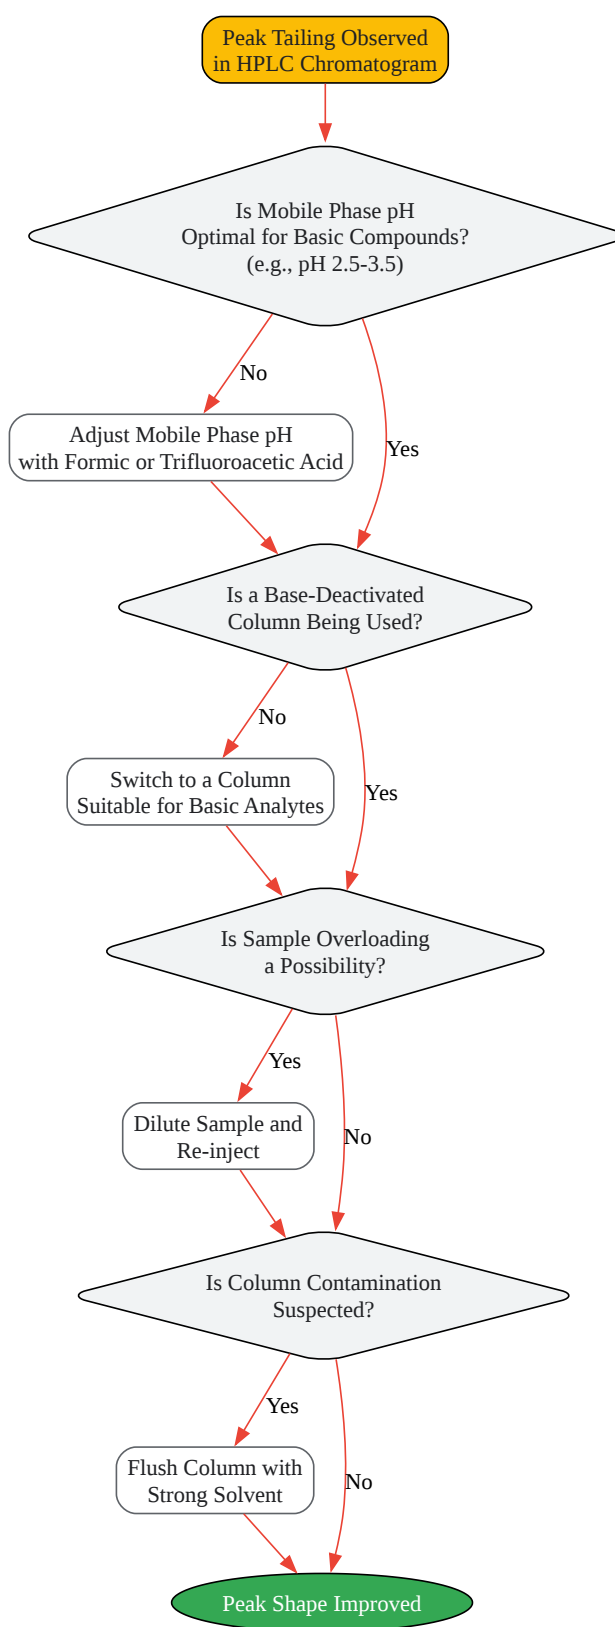 Peak Tailing Observed
in HPLC Chromatogram
Is Mobile Phase pH
Optimal for Basic Compounds?
(e.g., pH 2.5-3.5)
No
Adjust Mobile Phase pH
with Formic or Trifluoroacetic Acid
Yes
Is a Base-Deactivated
Column Being Used?
No
Switch to a Column
Suitable for Basic Analytes
Yes
Is Sample Overloading
a Possibility?
Yes
Dilute Sample and
Re-inject
No
Is Column Contamination
Suspected?
Yes
Flush Column with
Strong Solvent
No
Peak Shape Improved